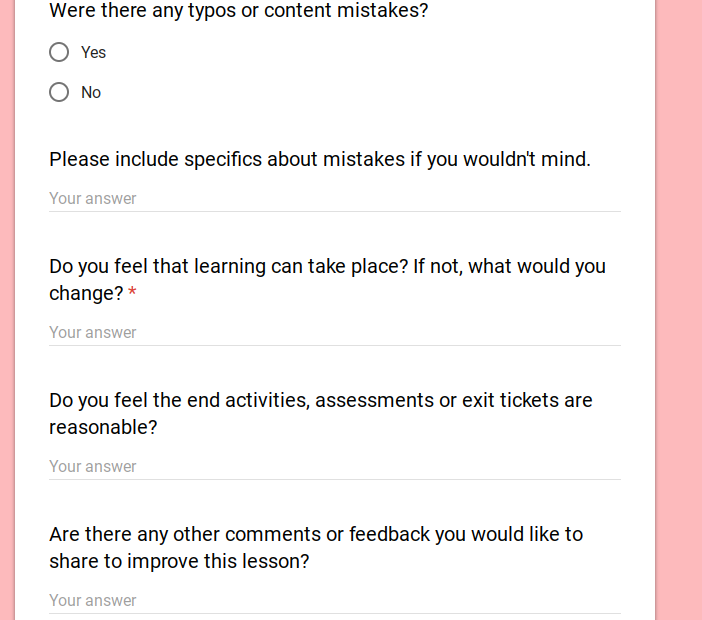 Were there any typos or content mistakes?
Yes
No
Please include specifics about mistakes if you wouldn't mind.
Your answer
Do you feel that learning can take place? If not, what would you
change? *
Your answer
Do you feel the end activities, assessments or exit tickets are
reasonable?
Your answer
Are there any other comments or feedback you would like to
share to improve this lesson?
Your answer